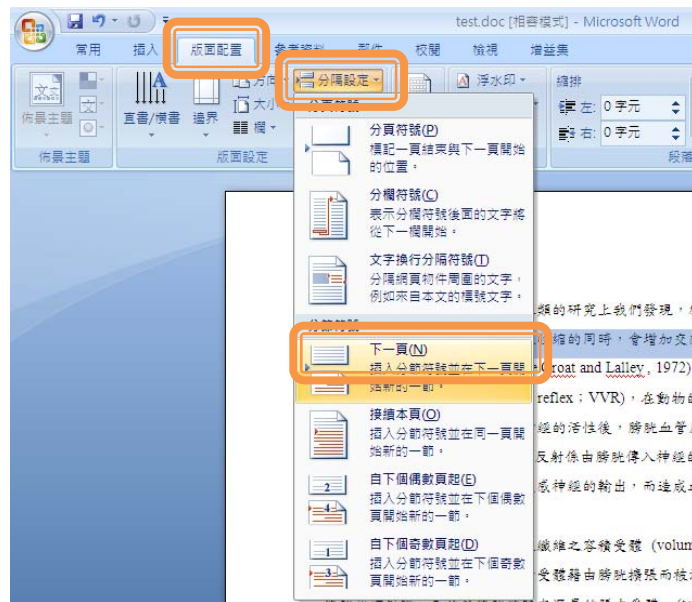 test.doc [相容模式] - Microsoft Word
常用 插入 版面配置 參考資料 郵件 校閱 檢視 增益集
佈景主題 直書/橫書 邊界 方向 大小 欄 分隔設定 浮水印 縮排
左: 0 字元
右: 0 字元
佈景主題 版面設定 段落
分頁符號
分頁符號(P)
標記一頁結束與下一頁開始
的位置。
分欄符號(C)
表示分欄符號後面的文字將
從下一欄開始。
文字換行分隔符號(T)
分隔網頁物件周圍的文字，
例如來自本文的標號文字。
分節符號
下一頁(N)
插入分節符號並在下一頁開
始新的一節。
接續本頁(O)
插入分節符號並在同一頁開
始新的一節。
自下個偶數頁起(E)
插入分節符號並在下個偶數
頁開始新的一節。
自下個奇數頁起(D)
插入分節符號並在下個奇數
頁開始新的一節。
類的研究上我們發現，
縮的同時，會增加交
Groat and Lalley, 1972)
reflex；VVR)，在動物的
經的活性後，膀胱血管
反射係由膀胱傳入神經的
感神經的輸出，而造成
纖維之容積受體 (volum
受體藉由膀胱擴張而被